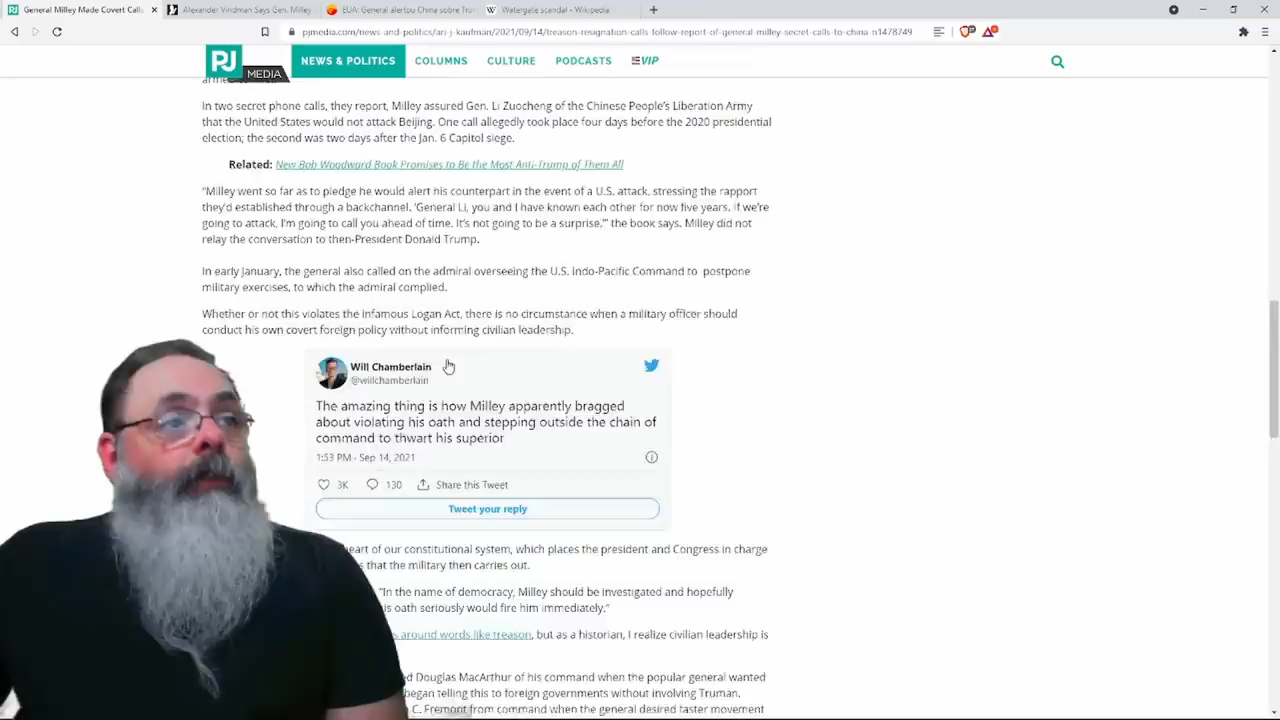 General Milley Made Covert Calls
Alexander Vindman Says Gen. Milley
EUA: General alertou China sobre Tru
Watergate scandal - Wikipedia
pjmedia.com/news-and-politics/ari-j-kaufman/2021/09/14/treason-resignation-calls-follow-report-of-general-milley-secret-calls-to-china-n1478749
PJ MEDIA
NEWS & POLITICS
COLUMNS
CULTURE
PODCASTS
VIP
In two secret phone calls, they report, Milley assured Gen. Li Zuocheng of the Chinese People's Liberation Army
that the United States would not attack Beijing. One call allegedly took place four days before the 2020 presidential
election; the second was two days after the Jan. 6 Capitol siege.
Related: New Bob Woodward Book Promises to Be the Most Anti-Trump of Them All
“Milley went so far as to pledge he would alert his counterpart in the event of a U.S. attack, stressing the rapport
they'd established through a backchannel. 'General Li, you and I have known each other for now five years. If we're
going to attack, I'm going to call you ahead of time. It's not going to be a surprise,'” the book says. Milley did not
relay the conversation to then-President Donald Trump.
In early January, the general also called on the admiral overseeing the U.S. Indo-Pacific Command to postpone
military exercises, to which the admiral complied.
Whether or not this violates the infamous Logan Act, there is no circumstance when a military officer should
conduct his own covert foreign policy without informing civilian leadership.
Will Chamberlain
@willchamberlain
The amazing thing is how Milley apparently bragged
about violating his oath and stepping outside the chain of
command to thwart his superior
1:53 PM · Sep 14, 2021
3K 130 Share this Tweet
Tweet your reply
heart of our constitutional system, which places the president and Congress in charge
that the military then carries out.
“In the name of democracy, Milley should be investigated and hopefully
oath seriously would fire him immediately.”
around words like treason, but as a historian, I realize civilian leadership is
Douglas MacArthur of his command when the popular general wanted
began telling this to foreign governments without involving Truman.
C. Fremont from command when the general desired faster movement